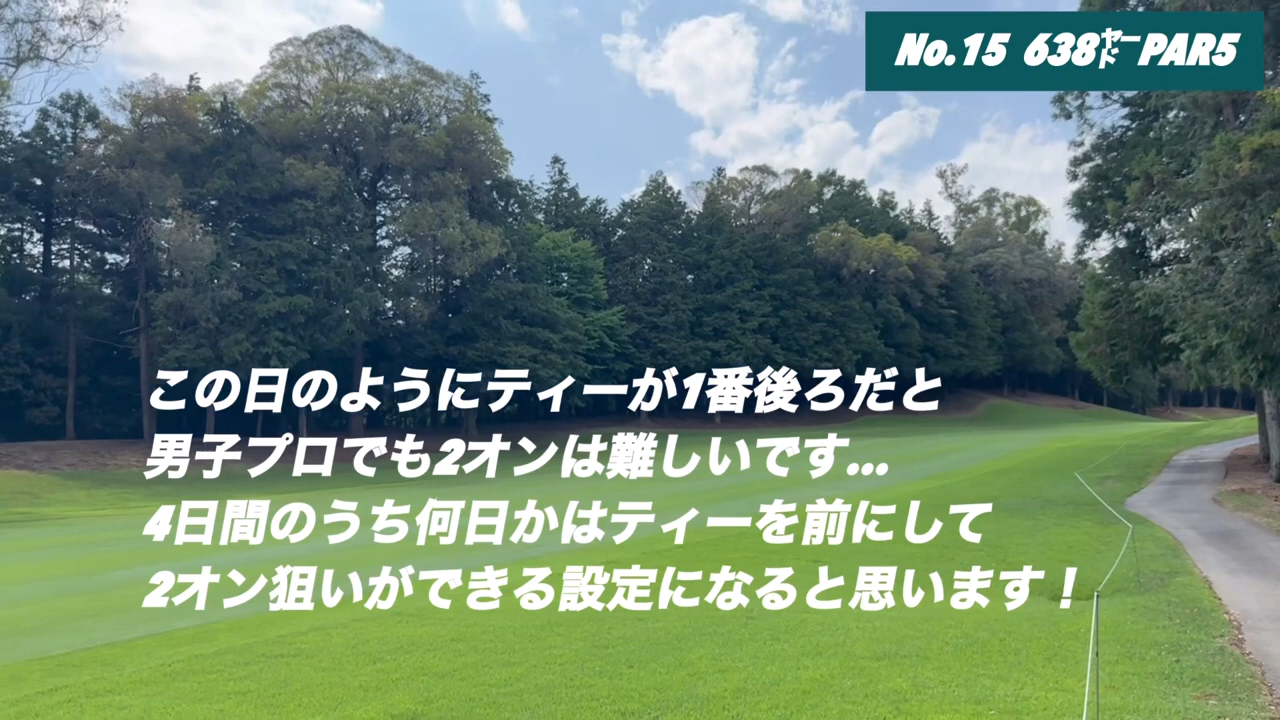 No.15 638ヤード PAR5
この日のようにティーが1番後ろだと
男子プロでも2オンは難しいです...
4日間のうち何日かはティーを前にして
2オン狙いができる設定になると思います！